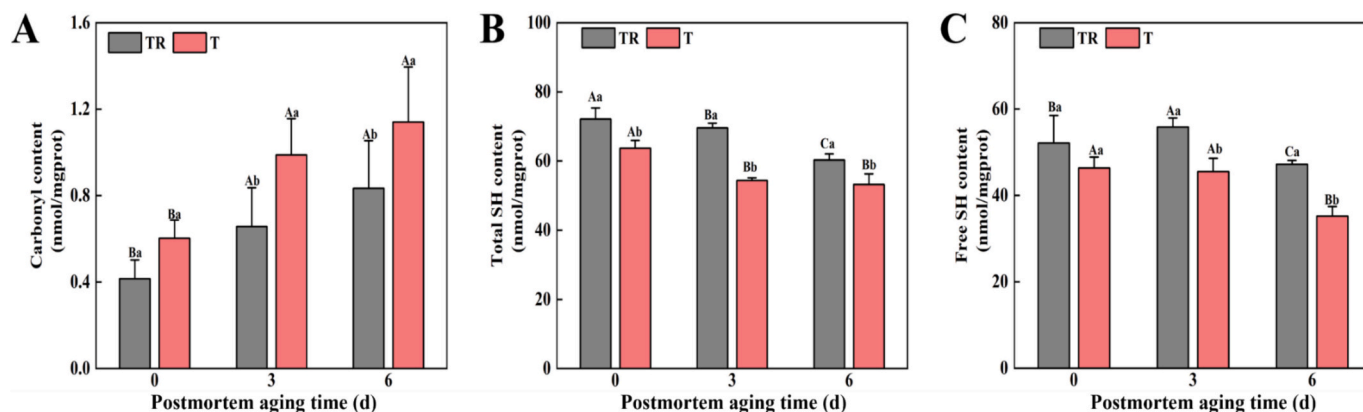 A
TR T
Carbonyl content
(nmol/mgprot)
1.6
1.2
0.8
0.4
0.0
Ba
Ba
Ab
Aa
Ab
Aa
0 3 6
Postmortem aging time (d)
B
TR T
Total SH content
(nmol/mgprot)
100
80
60
40
20
0
Aa
Ab
Ba
Bb
Ca
Bb
0 3 6
Postmortem aging time (d)
C
TR T
Free SH content
(nmol/mgprot)
80
60
40
20
0
Ba
Aa
Aa
Ab
Ca
Bb
0 3 6
Postmortem aging time (d)